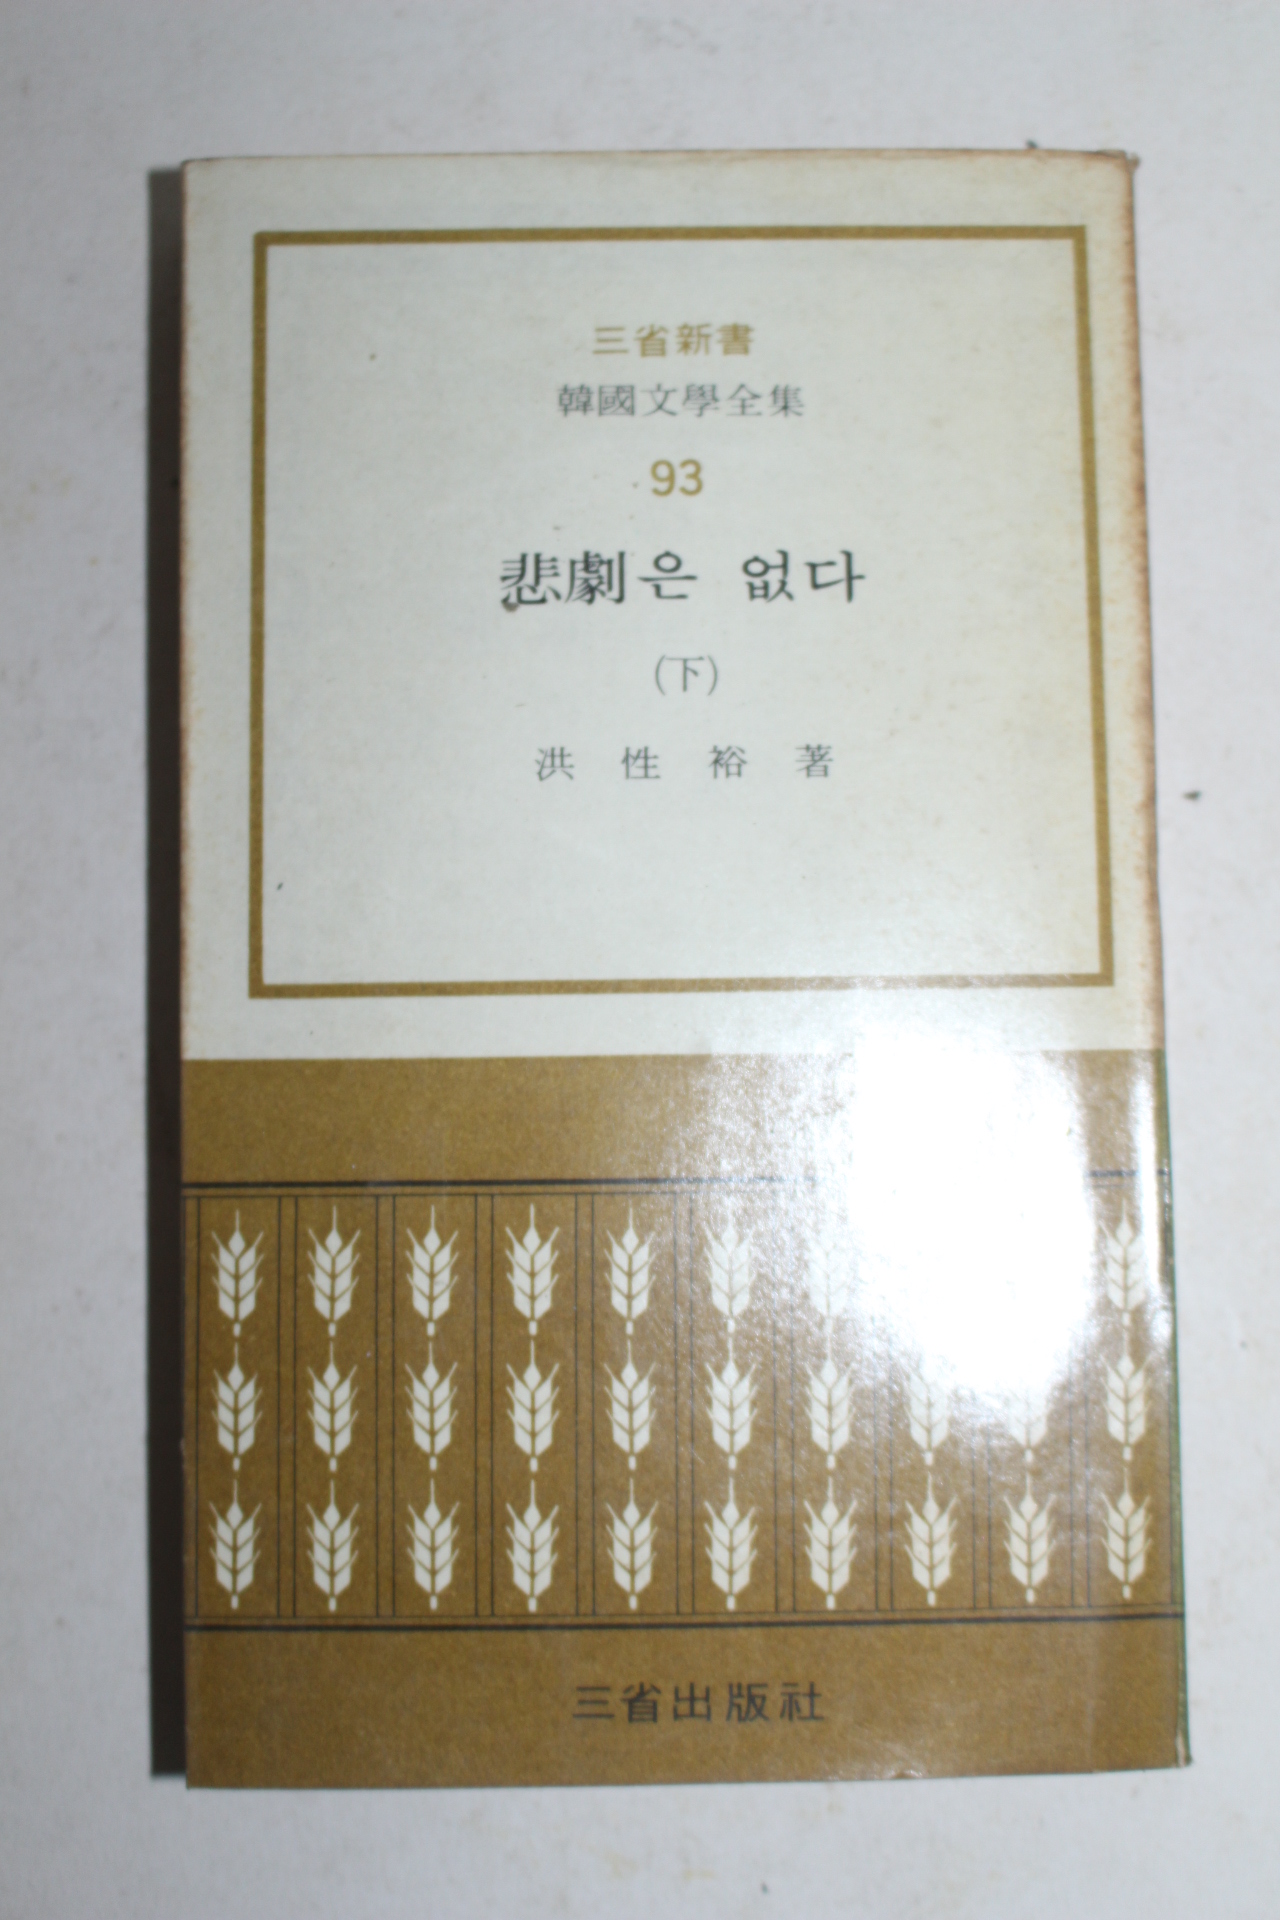 三省新書
韓國文學全集
93
悲劇은 없다
(下)
洪性裕 著
三省出版社